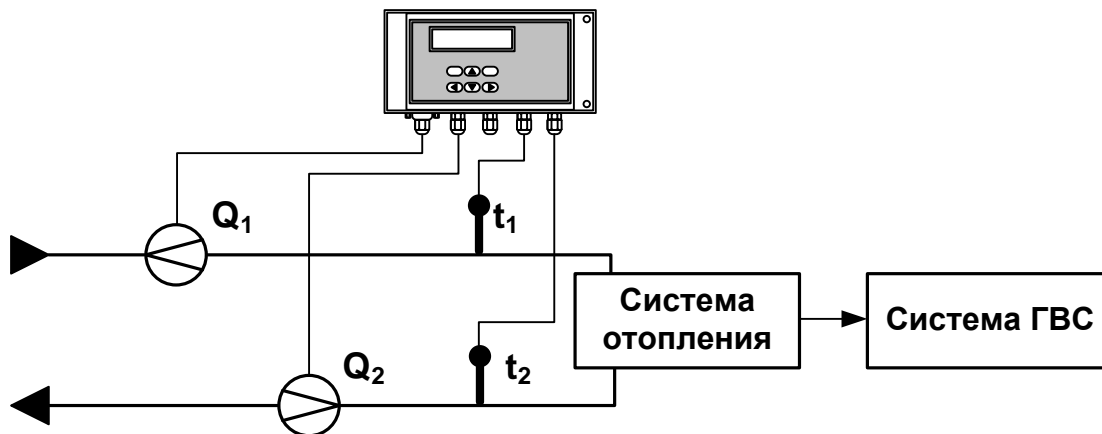 Q₁
t₁
Система
отопления
Система ГВС
Q₂
t₂